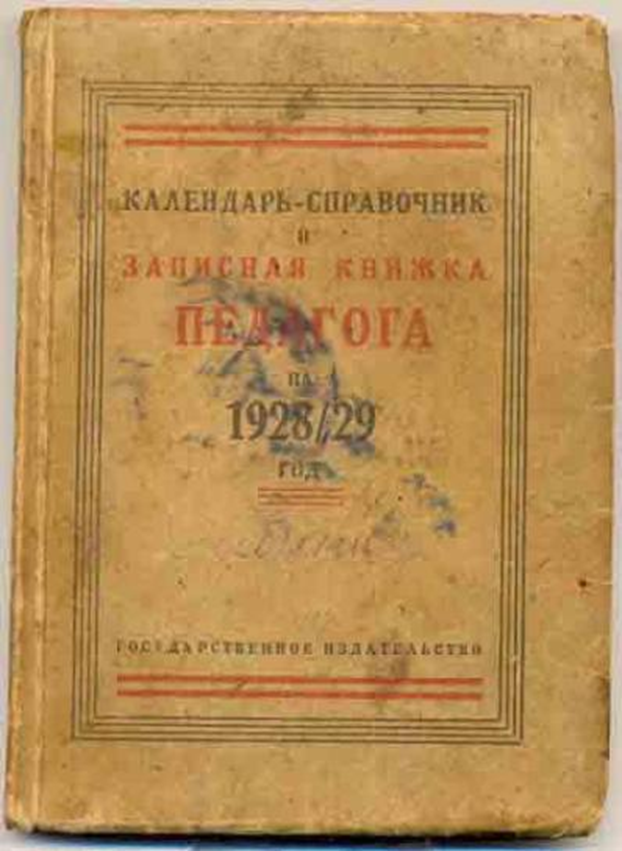 КАЛЕНДАРЬ-СПРАВОЧНИК
И
ЗАПИСНАЯ КНИЖКА
ПЕДАГОГА
НА
1928/29
ГОД
ГОСУДАРСТВЕННОЕ ИЗДАТЕЛЬСТВО